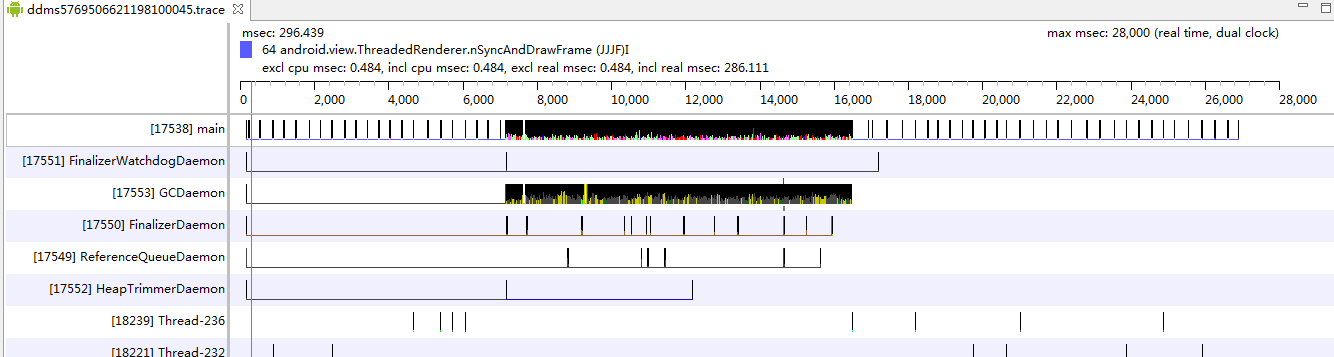 ddms5769506621198100045.trace
msec: 296.439
max msec: 28,000 (real time, dual clock)
64 android.view.ThreadedRenderer.nSyncAndDrawFrame (JJJF)I
excl cpu msec: 0.484, incl cpu msec: 0.484, excl real msec: 0.484, incl real msec: 286.111
0 2,000 4,000 6,000 8,000 10,000 12,000 14,000 16,000 18,000 20,000 22,000 24,000 26,000 28,000
[17538] main
[17551] FinalizerWatchdogDaemon
[17553] GCDaemon
[17550] FinalizerDaemon
[17549] ReferenceQueueDaemon
[17552] HeapTrimmerDaemon
[18239] Thread-236
[18221] Thread-232